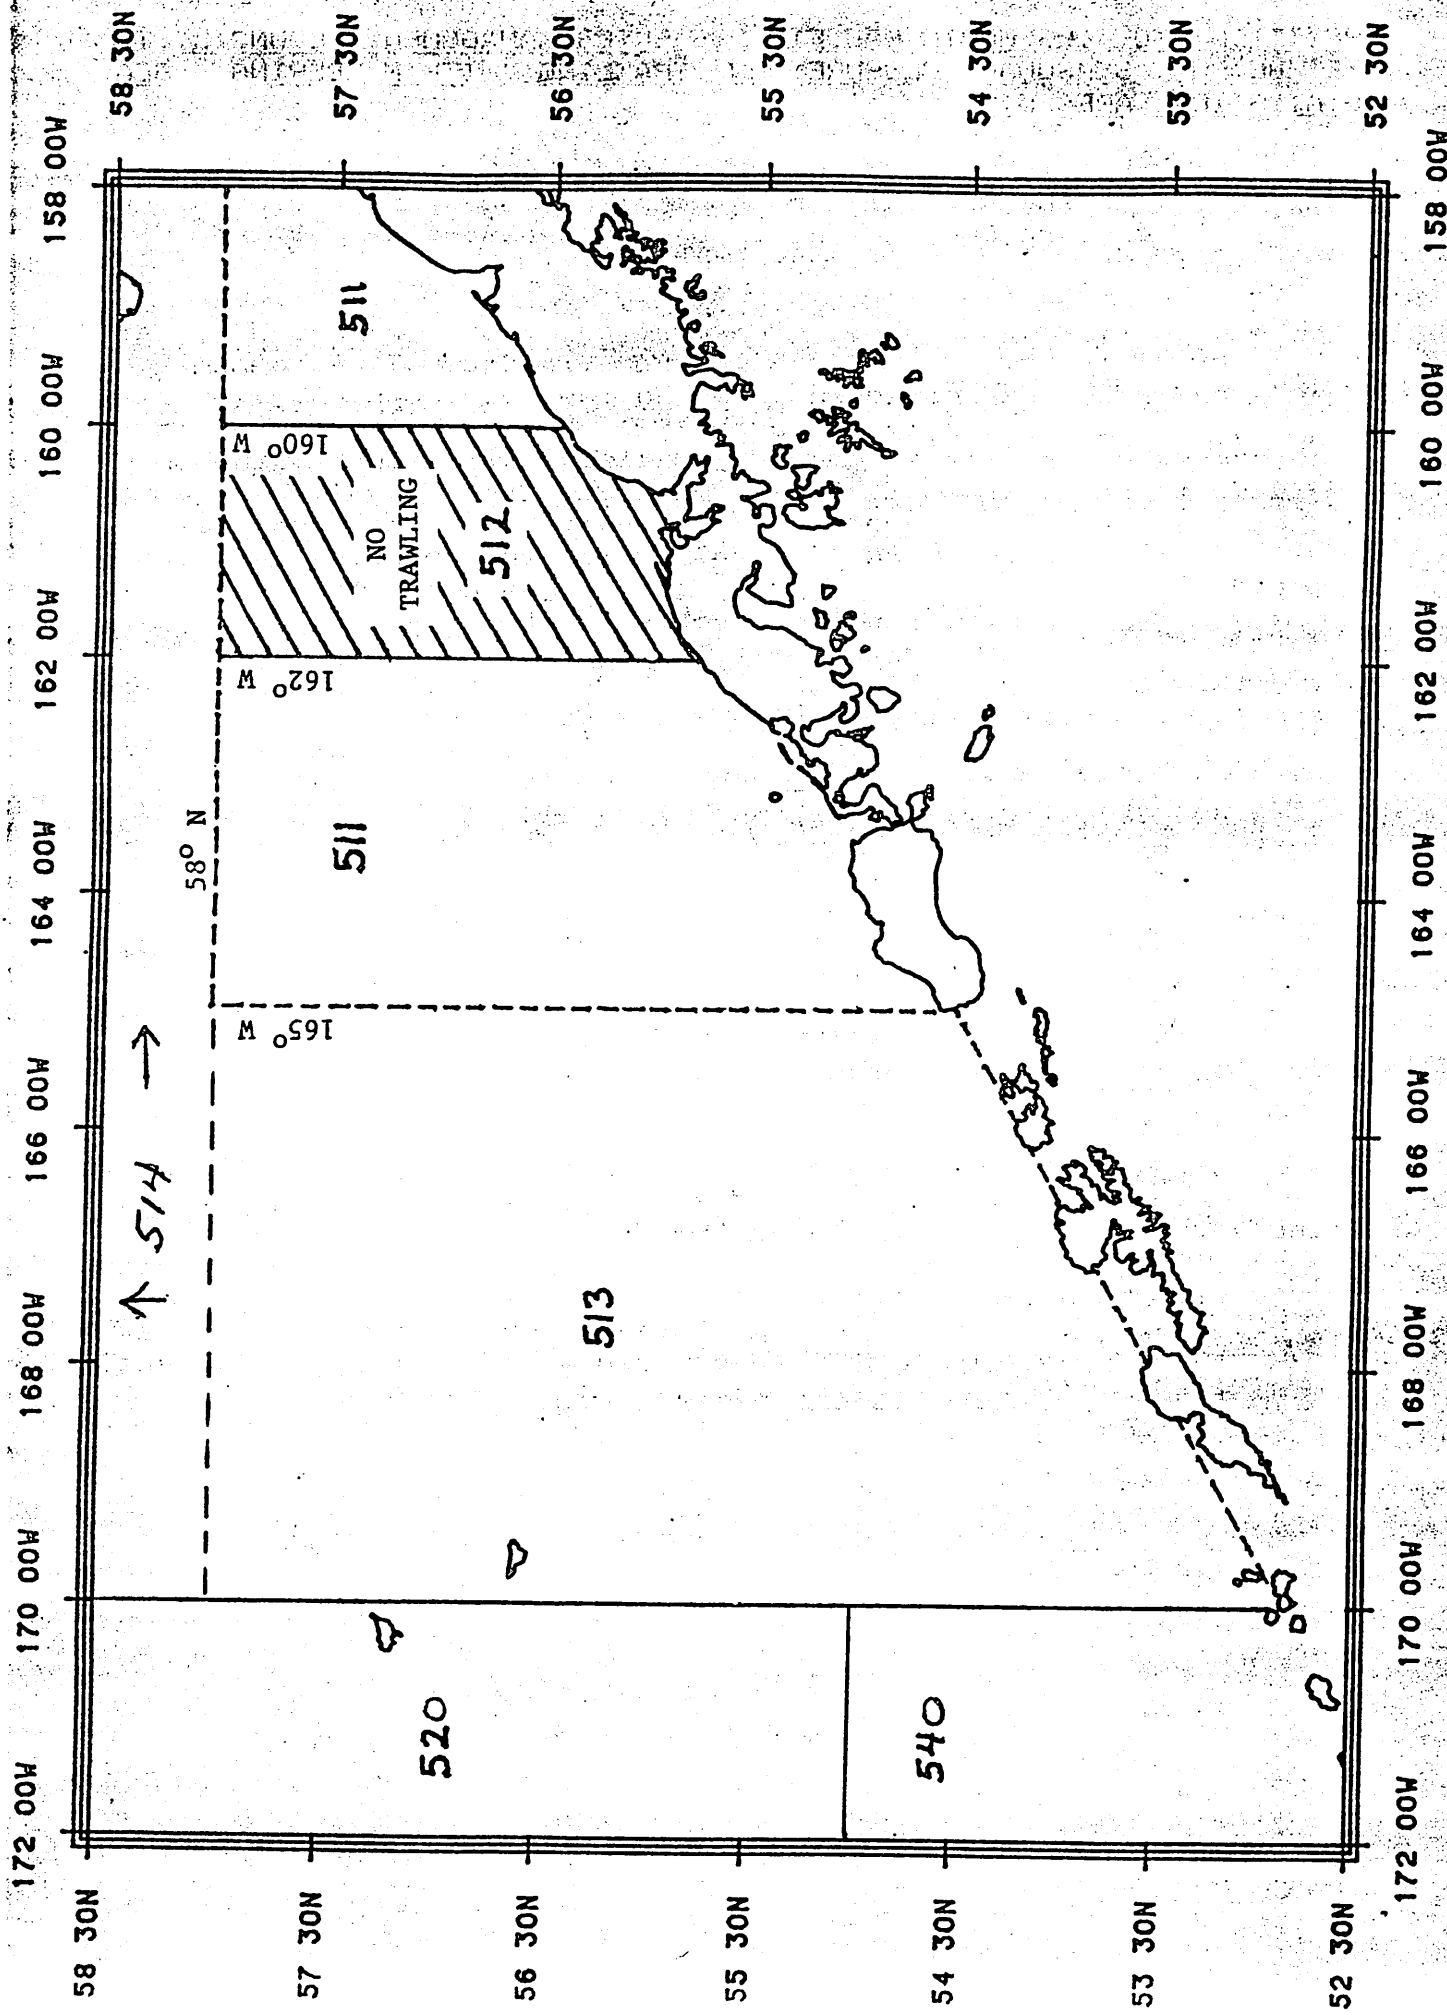 172 00W
170 00W
168 00W
166 00W
164 00W
162 00W
160 00W
158 00W
58 30N
58 30N
↑ 514 ↓
58° N
165° W
162° W
160° W
57 30N
57 30N
520
511
NO
TRAWLING
511
512
56 30N
56 30N
513
55 30N
55 30N
540
54 30N
54 30N
53 30N
53 30N
52 30N
52 30N
172 00W
170 00W
168 00W
166 00W
164 00W
162 00W
160 00W
158 00W